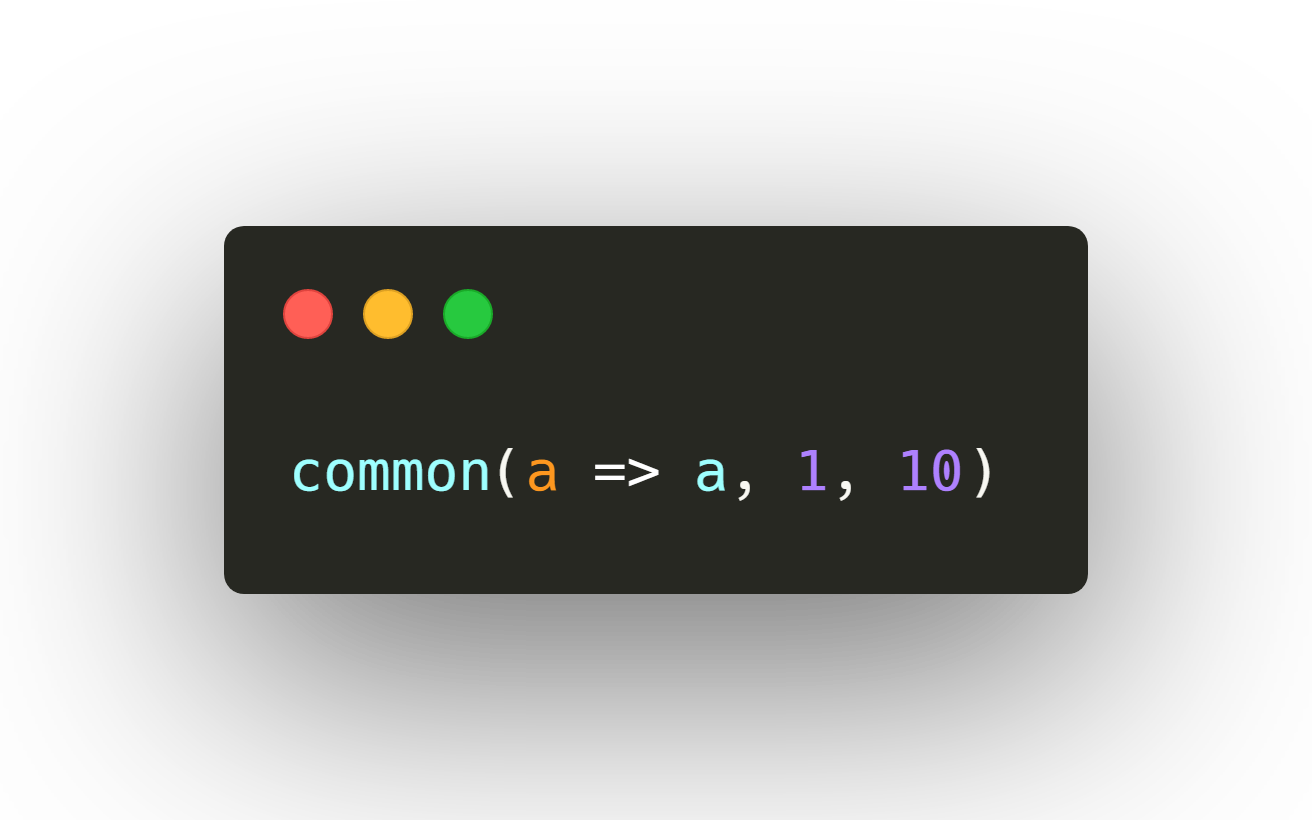 common(a => a, 1, 10)